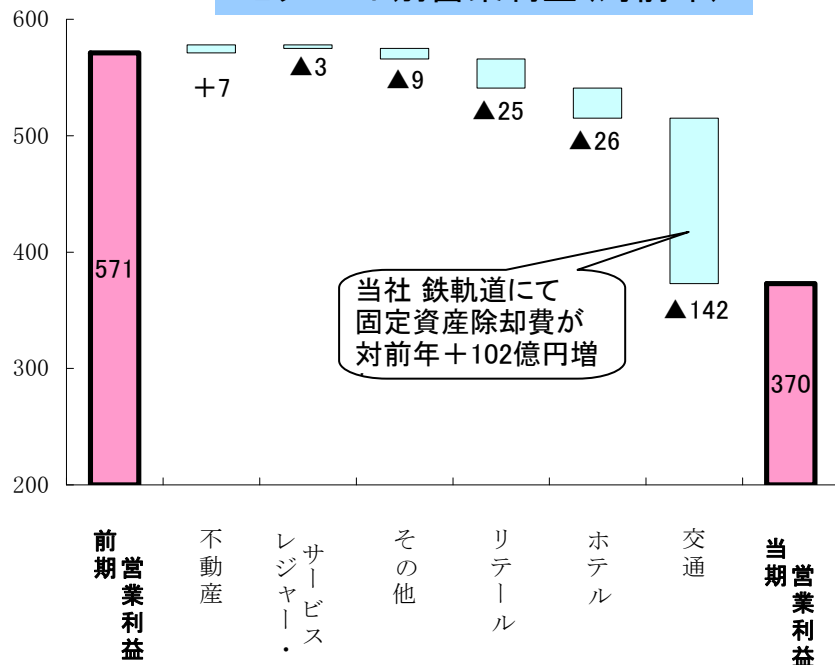 600
500
400
300
200
571
+7
▲3
▲9
▲25
▲26
▲142
370
当社 鉄軌道にて
固定資産除却費が
対前年+102億円増
前期
営業利益
不動産
レジャー・
サービス
その他
リテール
ホテル
交通
当期
営業利益